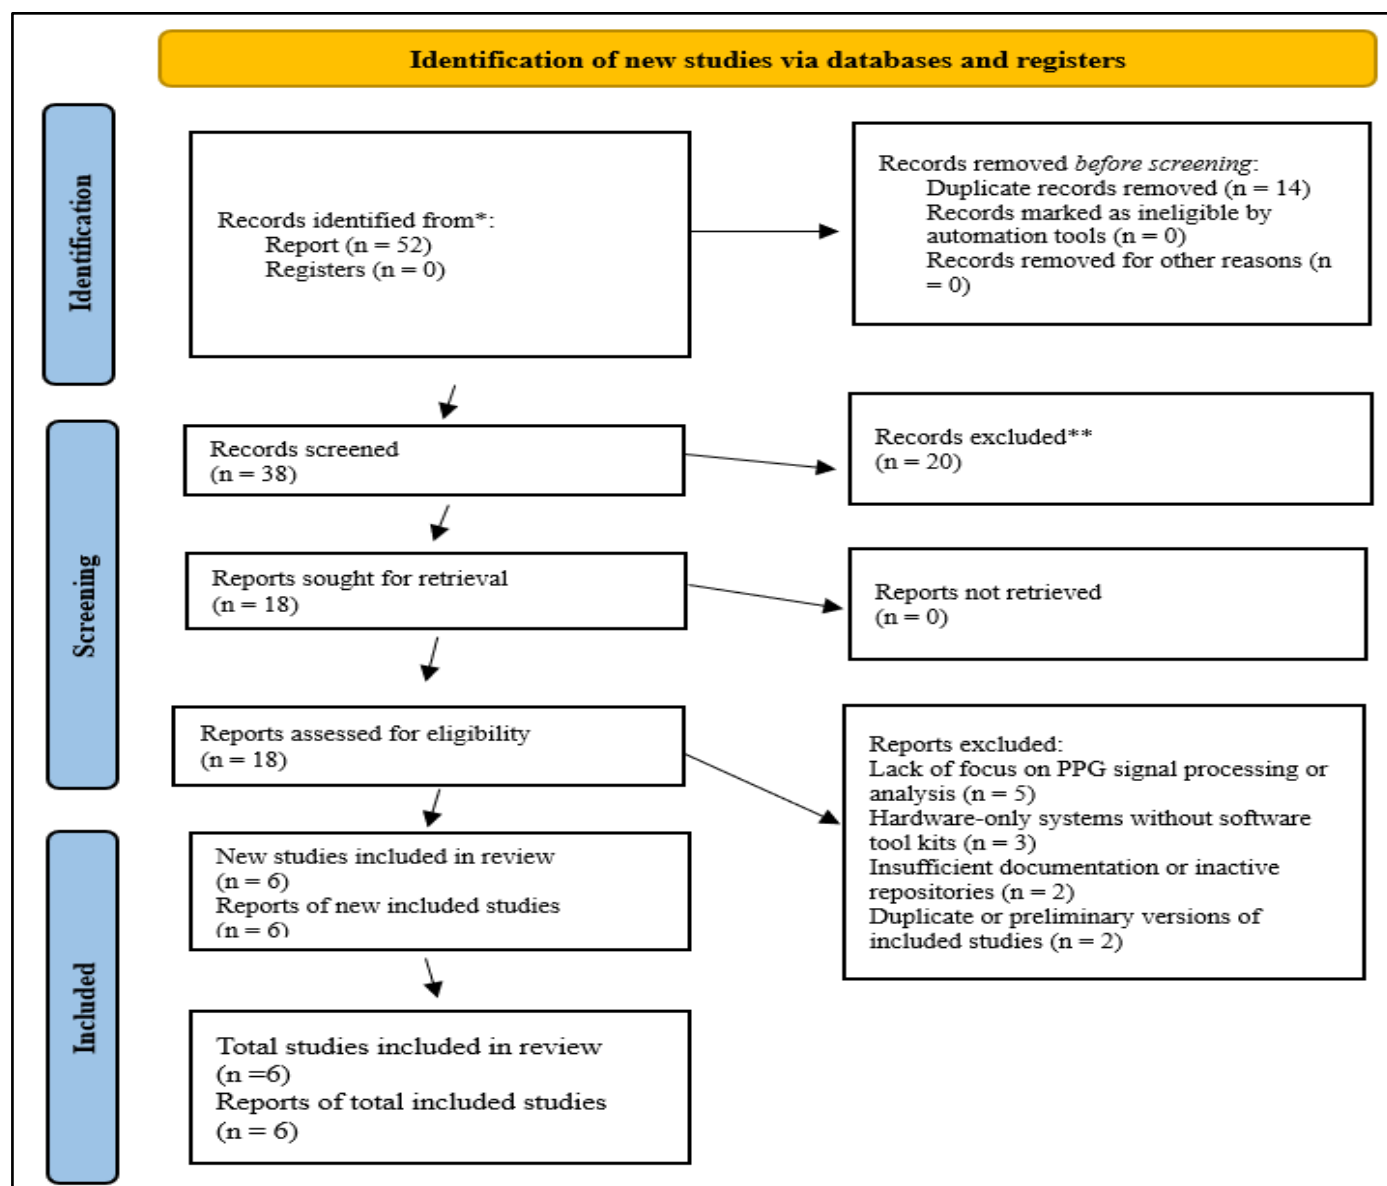 Identification of new studies via databases and registers
Identification
Records identified from*:
Report (n = 52)
Registers (n = 0)
Records removed before screening:
Duplicate records removed (n = 14)
Records marked as ineligible by
automation tools (n = 0)
Records removed for other reasons (n
= 0)
Screening
Records screened
(n = 38)
Records excluded**
(n = 20)
Reports sought for retrieval
(n = 18)
Reports not retrieved
(n = 0)
Reports assessed for eligibility
(n = 18)
Reports excluded:
Lack of focus on PPG signal processing or
analysis (n = 5)
Hardware-only systems without software
tool kits (n = 3)
Insufficient documentation or inactive
repositories (n = 2)
Duplicate or preliminary versions of
included studies (n = 2)
Included
New studies included in review
(n = 6)
Reports of new included studies
(n = 6)
Total studies included in review
(n =6)
Reports of total included studies
(n = 6)